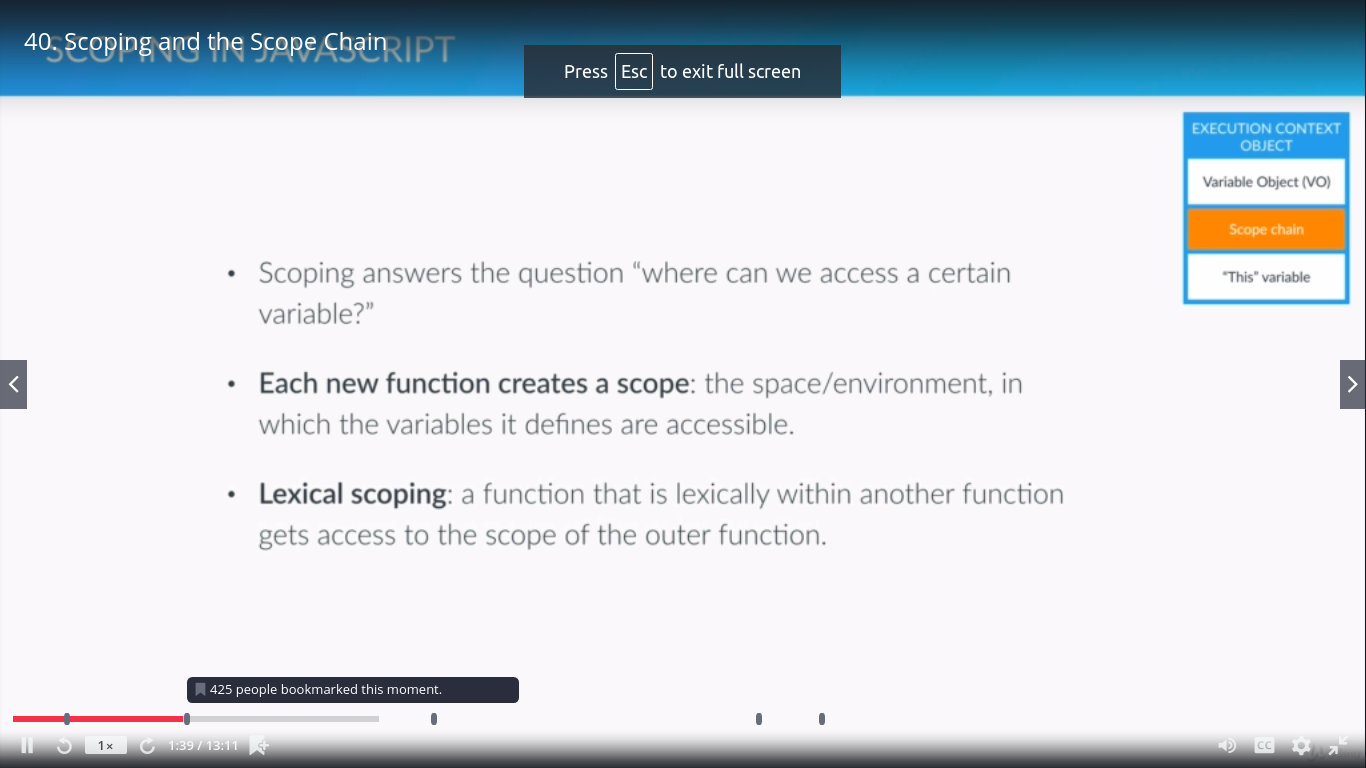 40. Scoping and the Scope Chain
SCOPING IN JAVASCRIPT
Press Esc to exit full screen
EXECUTION CONTEXT
OBJECT
Variable Object (VO)
Scope chain
“This” variable
• Scoping answers the question “where can we access a certain
variable?”
• Each new function creates a scope: the space/environment, in
which the variables it defines are accessible.
• Lexical scoping: a function that is lexically within another function
gets access to the scope of the outer function.
425 people bookmarked this moment.
1×
1:39 / 13:11
CC